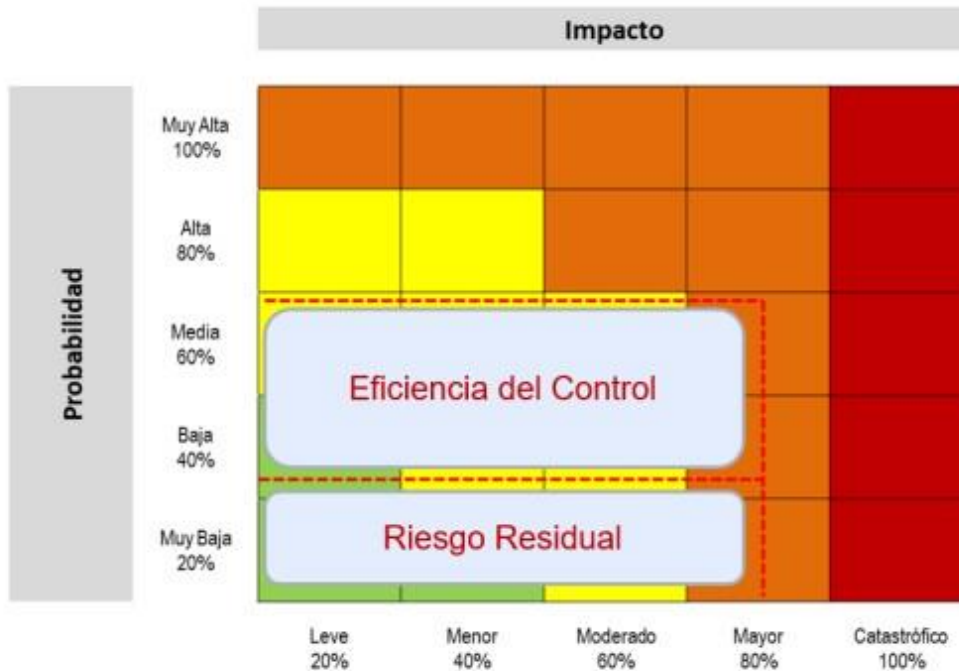 Impacto
Probabilidad
Muy Alta
100%
Alta
80%
Media
60%
Baja
40%
Muy Baja
20%
Eficiencia del Control
Riesgo Residual
Leve
20%
Menor
40%
Moderado
60%
Mayor
80%
Catastrófico
100%